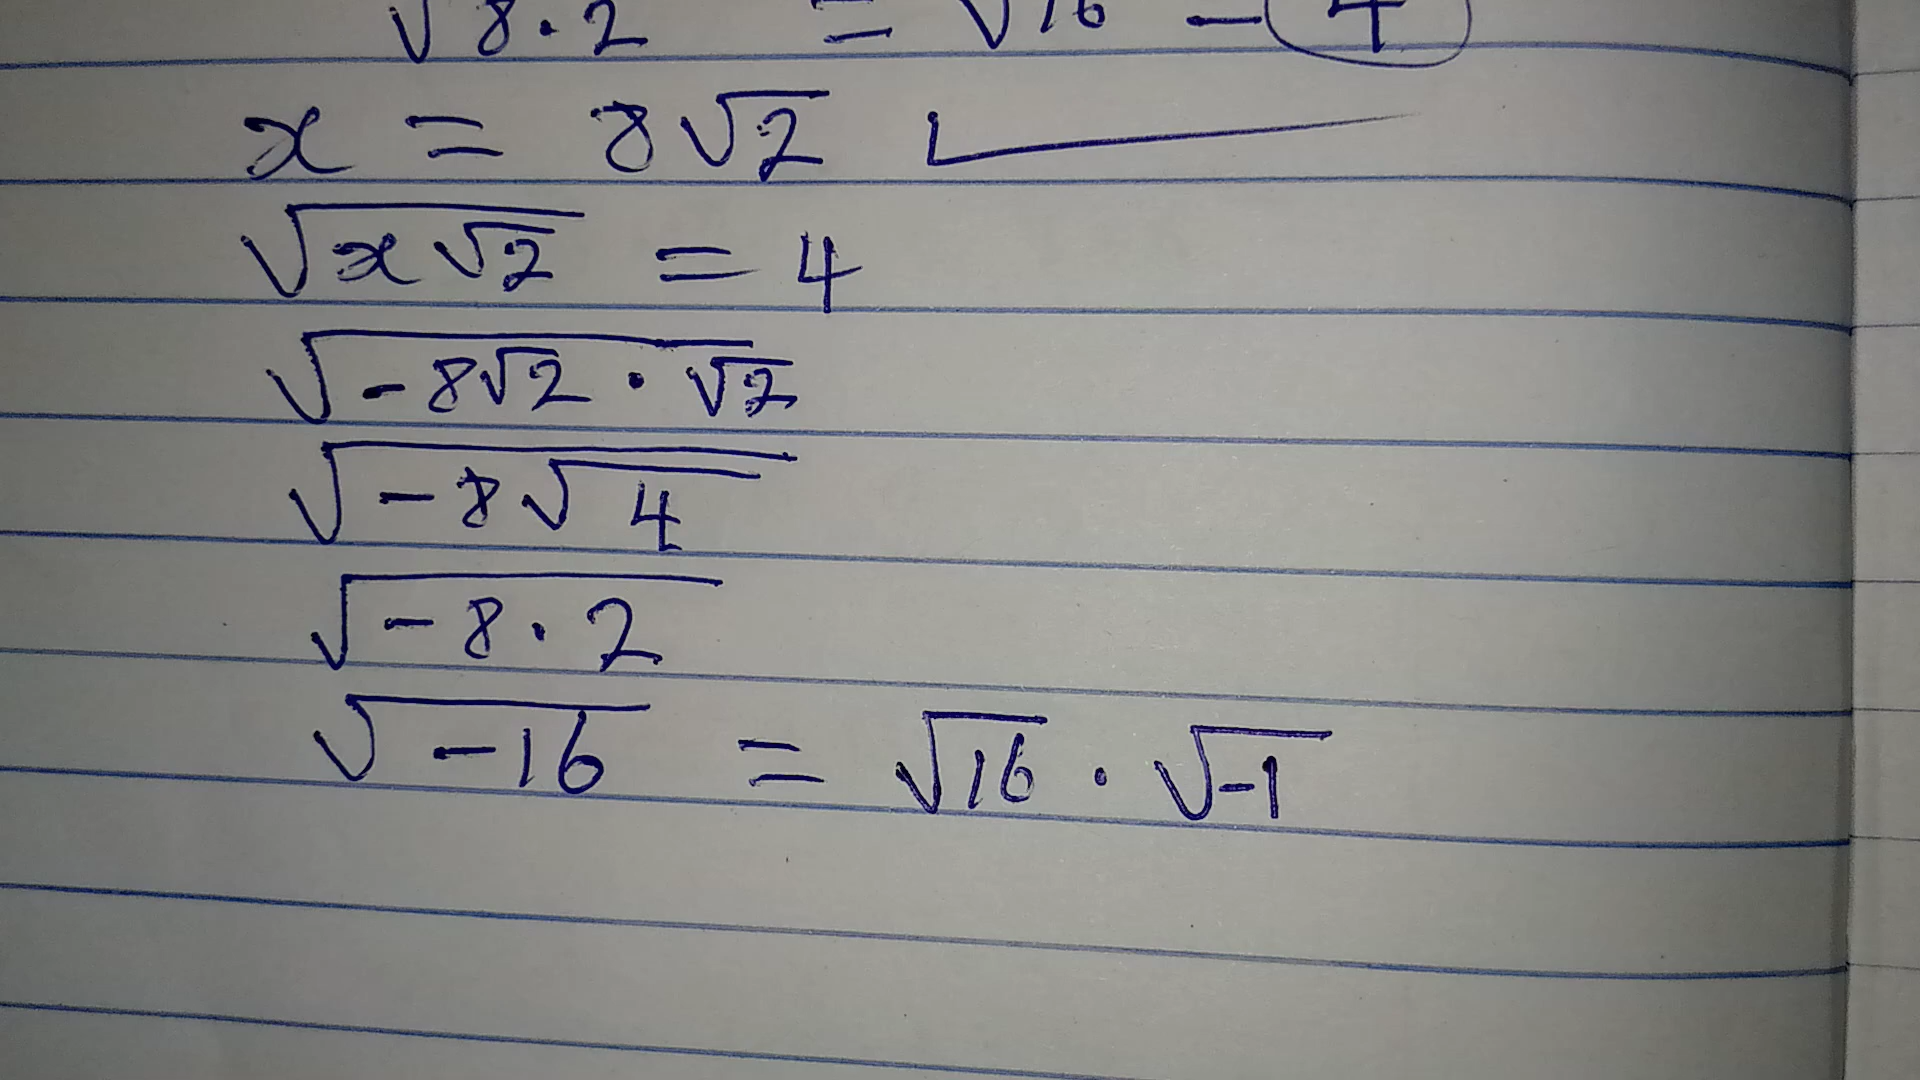 √8·2 = √16 = 4
x = 8√2 ✓
√(x√2) = 4
√(-8√2 · √2)
√(-8√4)
√(-8·2)
√-16 = √16 · √-1